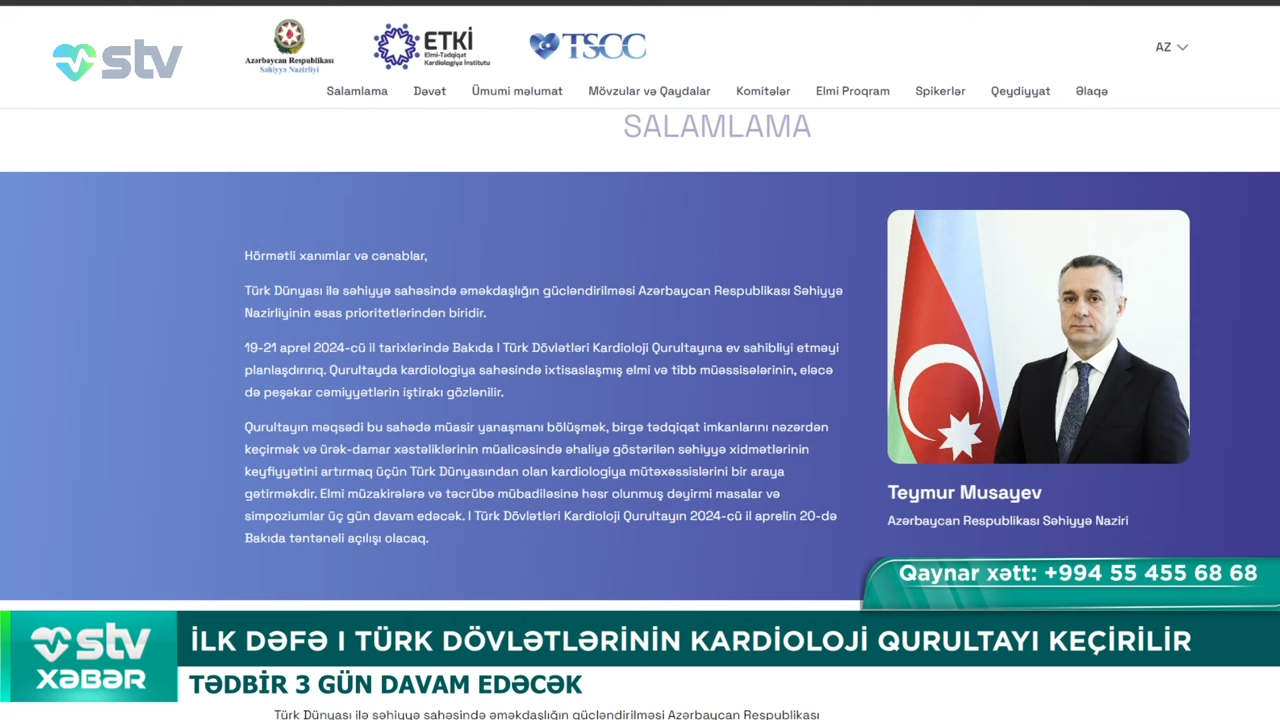 stv
Azərbaycan Respublikası
Səhiyyə Nazirliyi
ETKİ
Elmi-Tədqiqat
Kardiologiya İnstitutu
TSCC
AZ
Salamlama Dəvət Ümumi məlumat Mövzular və Qaydalar Komitələr Elmi Proqram Spikerlər Qeydiyyat Əlaqə
SALAMLAMA
Hörmətli xanımlar və cənablar,
Türk Dünyası ilə səhiyyə sahəsində əməkdaşlığın gücləndirilməsi Azərbaycan Respublikası Səhiyyə
Nazirliyinin əsas prioritetlərindən biridir.
19-21 aprel 2024-cü il tarixlərində Bakıda I Türk Dövlətləri Kardioloji Qurultayına ev sahibliyi etməyi
planlaşdırırıq. Qurultayda kardiologiya sahəsində ixtisaslaşmış elmi və tibb müəssisələrinin, eləcə
də peşəkar cəmiyyətlərin iştirakı gözlənilir.
Qurultayın məqsədi bu sahədə müasir yanaşmanı bölüşmək, birgə tədqiqat imkanlarını nəzərdən
keçirmək və ürək-damar xəstəliklərinin müalicəsində əhaliyə göstərilən səhiyyə xidmətlərinin
keyfiyyətini artırmaq üçün Türk Dünyasından olan kardiologiya mütəxəssislərini bir araya
gətirməkdir. Elmi müzakirələrə və təcrübə mübadiləsinə həsr olunmuş dəyirmi masalar və
simpoziumlar üç gün davam edəcək. I Türk Dövlətləri Kardioloji Qurultayın 2024-cü il aprelin 20-də
Bakıda təntənəli açılışı olacaq.
Teymur Musayev
Azərbaycan Respublikası Səhiyyə Naziri
Qaynar xətt: +994 55 455 68 68
stv
XƏBƏR
İLK DƏFƏ I TÜRK DÖVLƏTLƏRİNİN KARDİOLOJİ QURULTAYI KEÇİRİLİR
TƏDBİR 3 GÜN DAVAM EDƏCƏK
Türk Dünyası ilə səhiyyə sahəsində əməkdaşlığın gücləndirilməsi Azərbaycan Respublikası